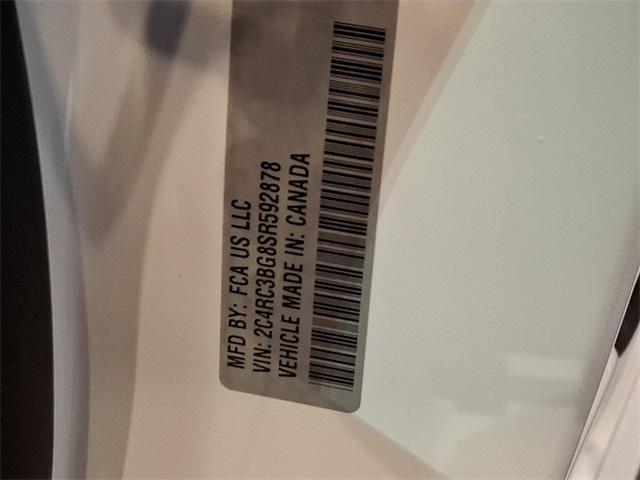 MFD BY: FCA US LLC
VIN: 2C4RC3BG8SR592878
VEHICLE MADE IN: CANADA